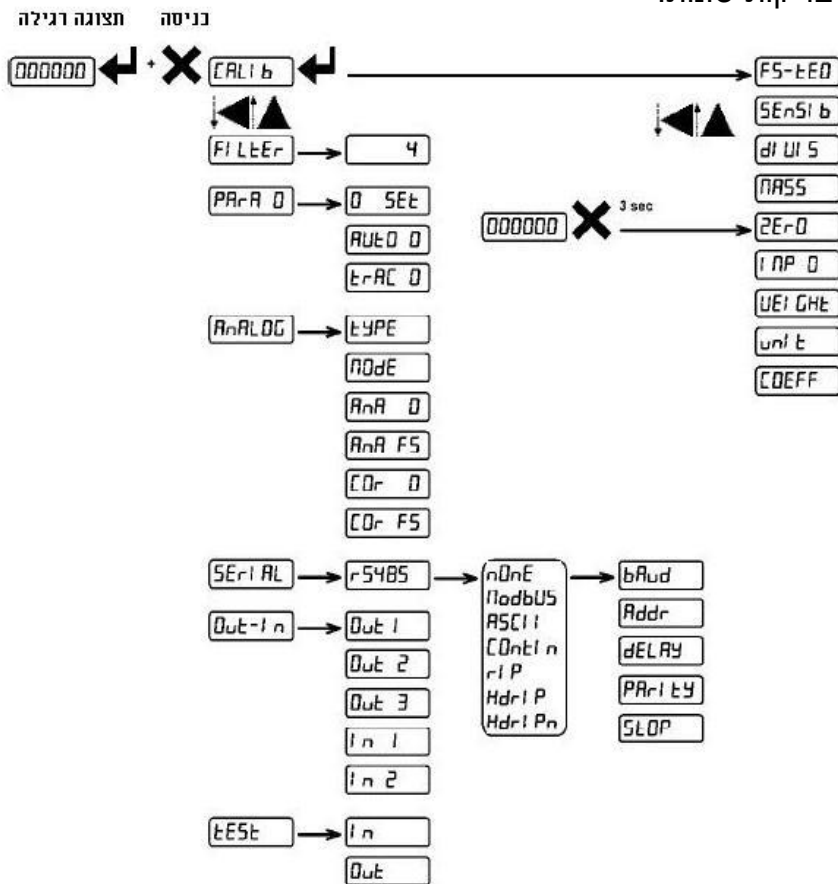 תצוגה רגילה
כניסה
000000 + CALIb
FS-tEO
SEnSIb
FILtEr 4
dIVIS
PArA 0
0 SEt
MASS
000000 3 sec
ZErO
AUtO 0
trAC 0
INP 0
AnALOG
tYPE
WEIGHt
MOdE
unIt
AnA 0
COEFF
AnA FS
COr 0
COr FS
SErIAL
rS485
nOnE
ModbUS
ASCII
COntIn
rIP
HdrIP
HdrIPn
bAud
Addr
dELAY
PArItY
StOP
Out-In
Out 1
Out 2
Out 3
In 1
In 2
tESt
In
Out